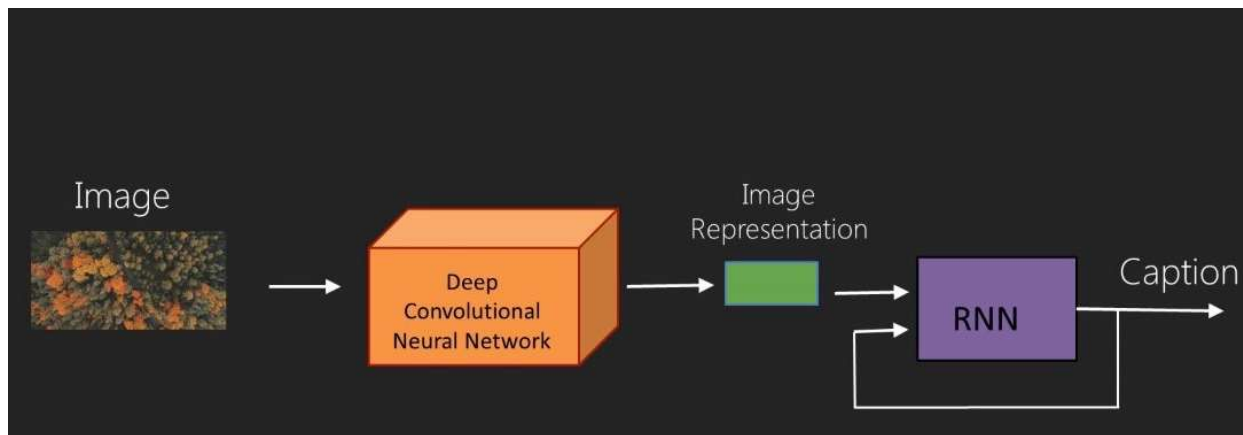 Image
Deep
Convolutional
Neural Network
Image
Representation
RNN
Caption